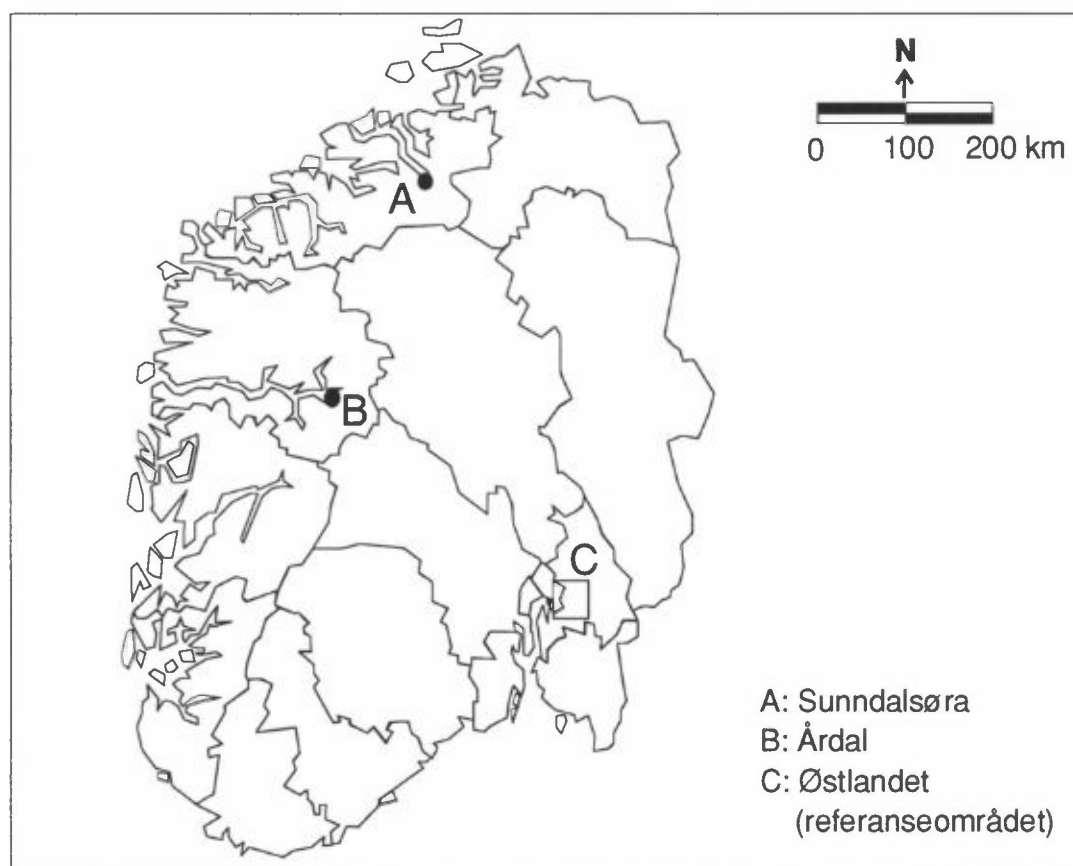 N
0 100 200 km
A
B
C
A: Sunndalsøra
B: Årdal
C: Østlandet
(referanseområdet)